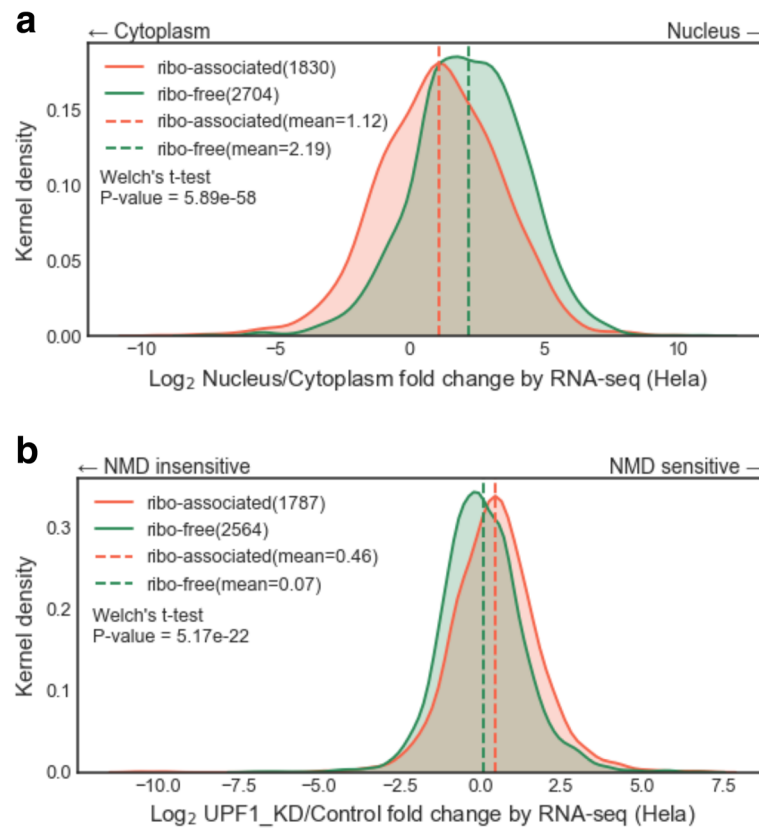 a
← Cytoplasm Nucleus →
ribo-associated(1830)
ribo-free(2704)
ribo-associated(mean=1.12)
ribo-free(mean=2.19)
Welch's t-test
P-value = 5.89e-58
Kernel density
0.15
0.10
0.05
0.00
−10 −5 0 5 10
Log₂ Nucleus/Cytoplasm fold change by RNA-seq (Hela)
b
← NMD insensitive NMD sensitive →
ribo-associated(1787)
ribo-free(2564)
ribo-associated(mean=0.46)
ribo-free(mean=0.07)
Welch's t-test
P-value = 5.17e-22
Kernel density
0.3
0.2
0.1
0.0
−10.0 −7.5 −5.0 −2.5 0.0 2.5 5.0 7.5
Log₂ UPF1_KD/Control fold change by RNA-seq (Hela)